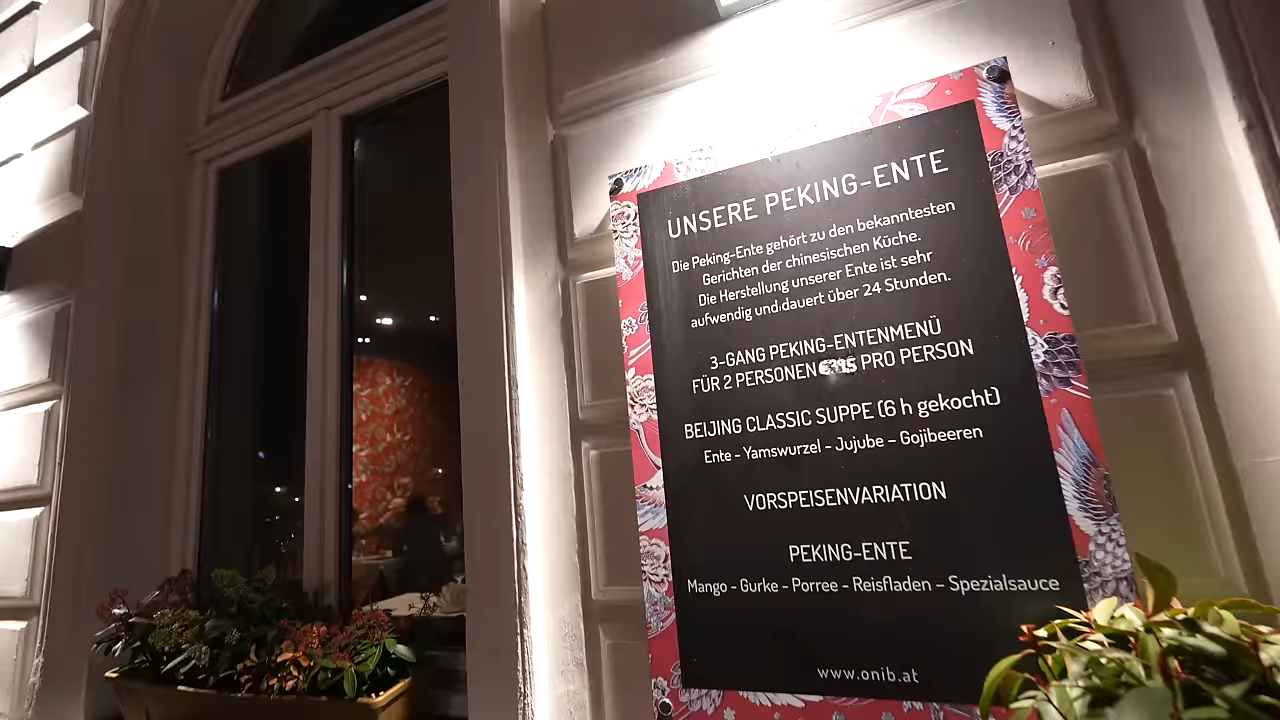 UNSERE PEKING-ENTE
Die Peking-Ente gehört zu den bekanntesten
Gerichten der chinesischen Küche.
Die Herstellung unserer Ente ist sehr
aufwendig und dauert über 24 Stunden.
3-GANG PEKING-ENTENMENÜ
FÜR 2 PERSONEN PRO PERSON
BEIJING CLASSIC SUPPE (6 h gekocht)
Ente - Yamswurzel - Jujube - Gojibeeren
VORSPEISENVARIATION
PEKING-ENTE
Mango - Gurke - Porree - Reisfladen - Spezialsauce
www.onib.at